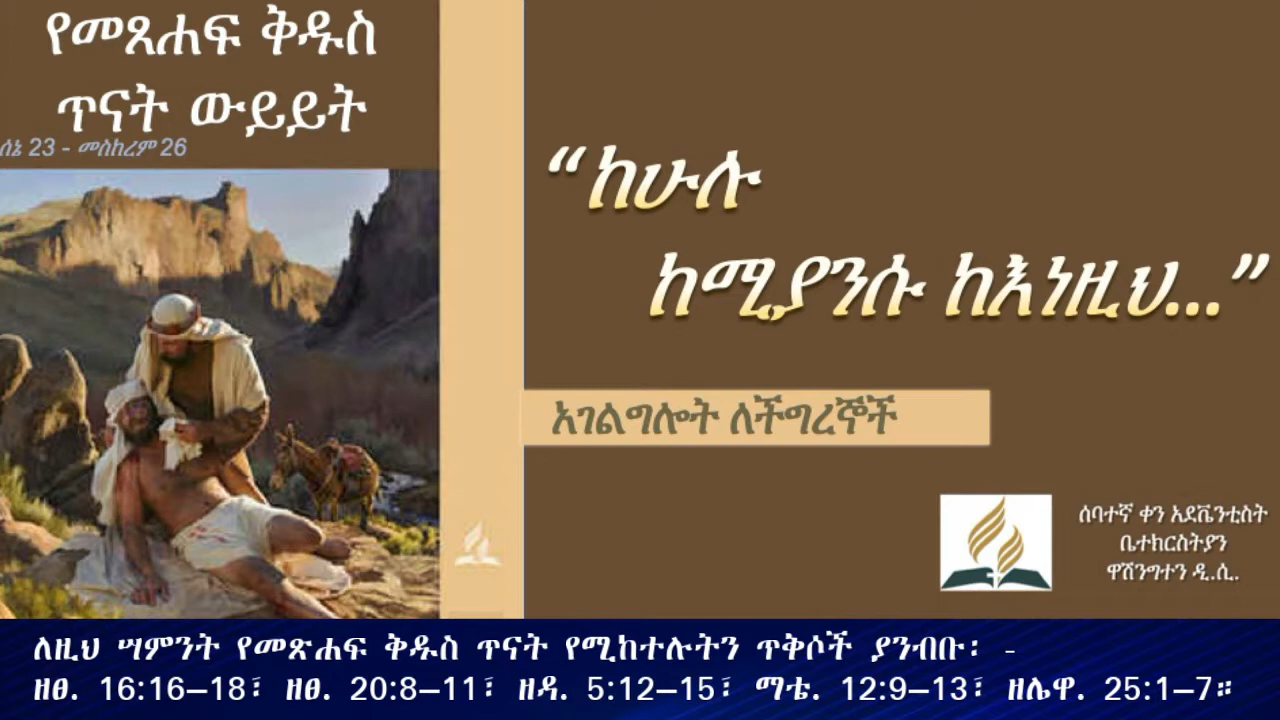 የመጸሐፍ ቅዱስ
ጥናት ውይይት
ሰኔ 23 - መስከረም 26
“ከሁሉ
ከሚያንሱ ከእነዚህ...”
አገልግሎት ለችግረኞች
ሰባተኛ ቀን አደቬንቲስት
ቤተክርስትያን
ዋሽንግተን ዲ.ሲ.
ለዚህ ሣምንት የመጽሐፍ ቅዱስ ጥናት የሚከተሉትን ጥቅሶች ያንብቡ፡ -
ዘፀ. 16:16–18፣ ዘፀ. 20:8–11፣ ዘዳ. 5:12–15፣ ማቴ. 12:9–13፣ ዘሌዋ. 25:1–7።